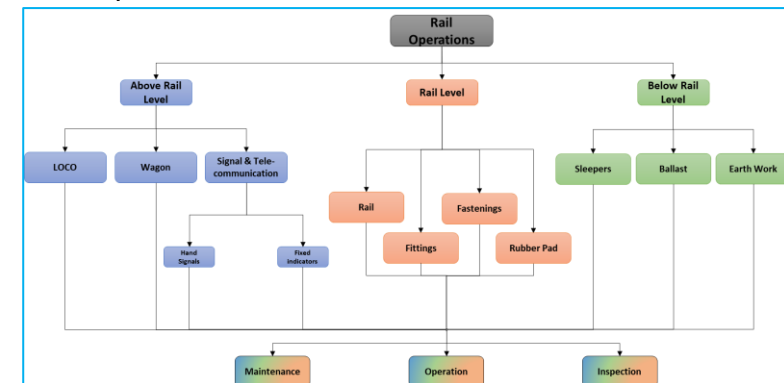 Rail
Operations
Above Rail
Level
Rail Level
Below Rail
Level
LOCO
Wagon
Signal & Tele-
communication
Sleepers
Ballast
Earth Work
Rail
Fastenings
Fittings
Rubber Pad
Hand
Signals
Fixed
indicators
Maintenance
Operation
Inspection